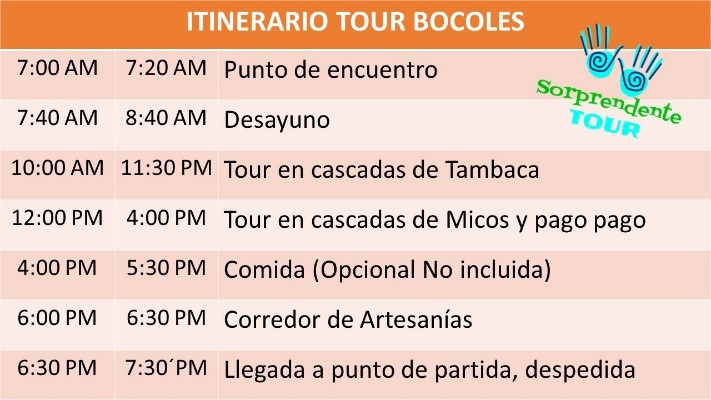 ITINERARIO TOUR BOCOLES
Sorprendente
TOUR
7:00 AM 7:20 AM Punto de encuentro
7:40 AM 8:40 AM Desayuno
10:00 AM 11:30 PM Tour en cascadas de Tambaca
12:00 PM 4:00 PM Tour en cascadas de Micos y pago pago
4:00 PM 5:30 PM Comida (Opcional No incluida)
6:00 PM 6:30 PM Corredor de Artesanías
6:30 PM 7:30´PM Llegada a punto de partida, despedida